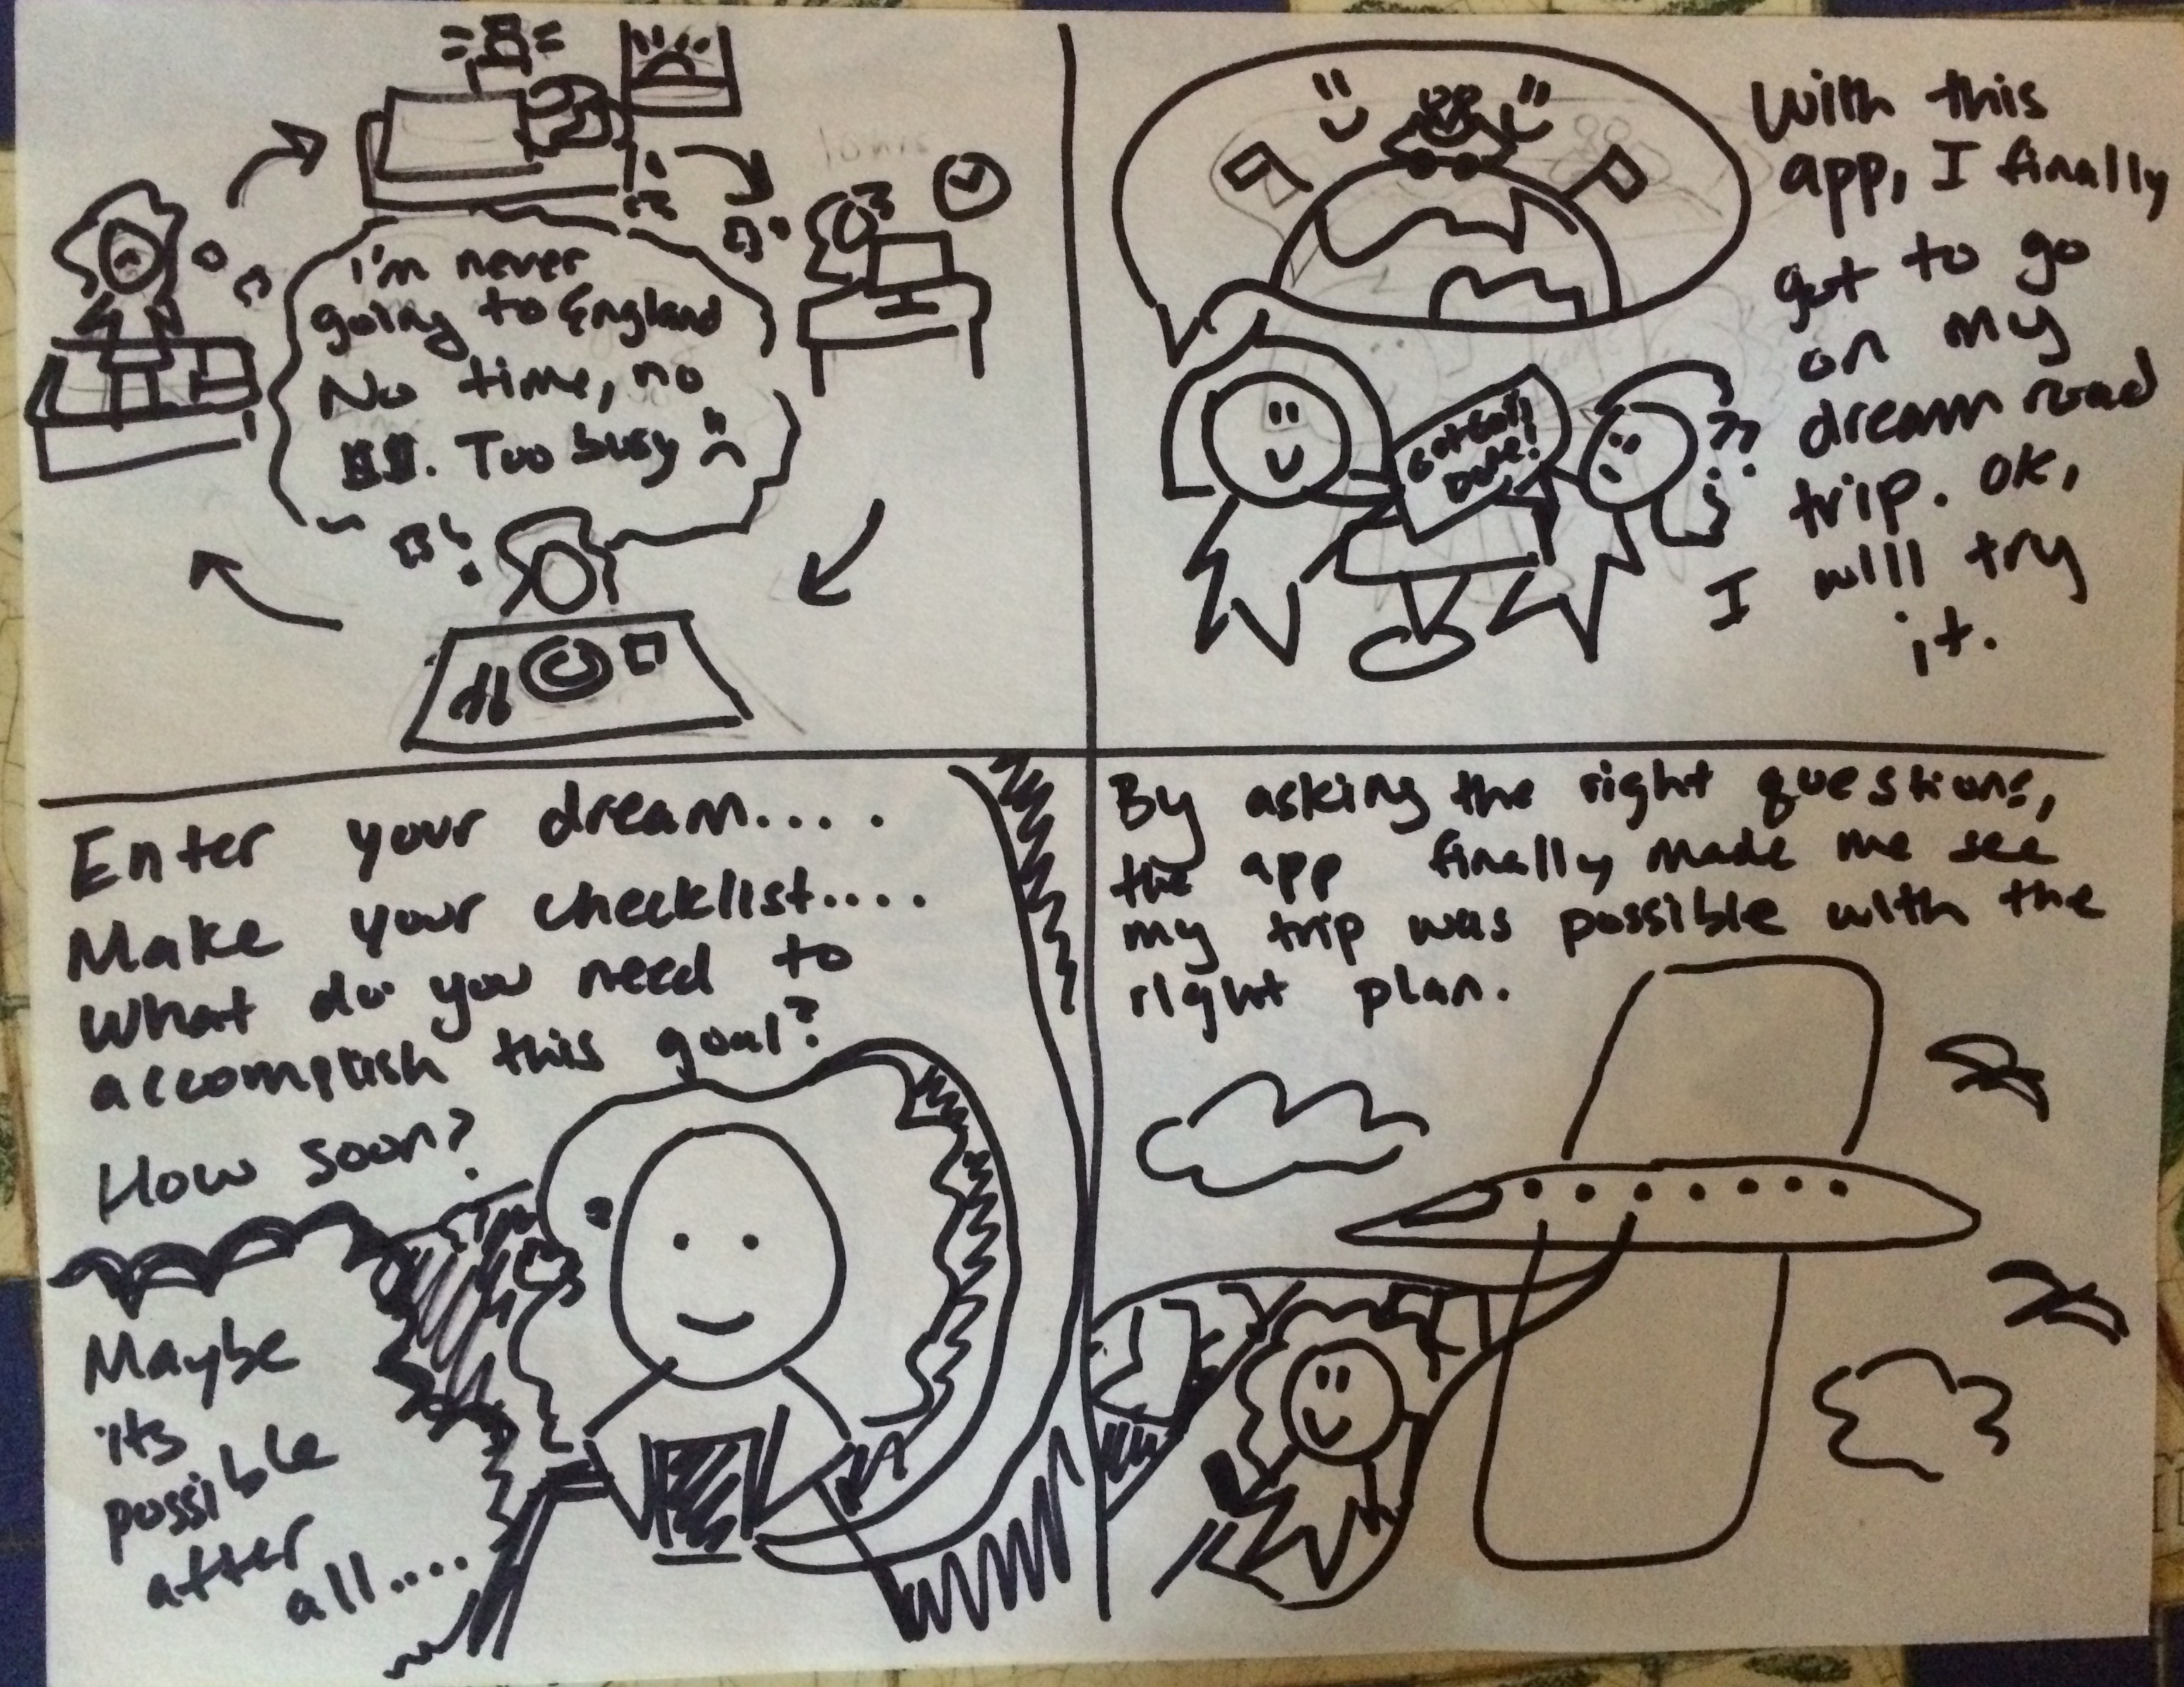 I'm never
going to England
No time, no
$$. Too busy
With this
app, I finally
got to go
on my
dream road
trip. ok,
I will try
it.
??
Enter your dream....
Make your checklist....
What do you need to
accomplish this goal?
How soon?
Maybe
its
possible
after
all....
By asking the right questions,
the app finally made me see
my trip was possible with the
right plan.